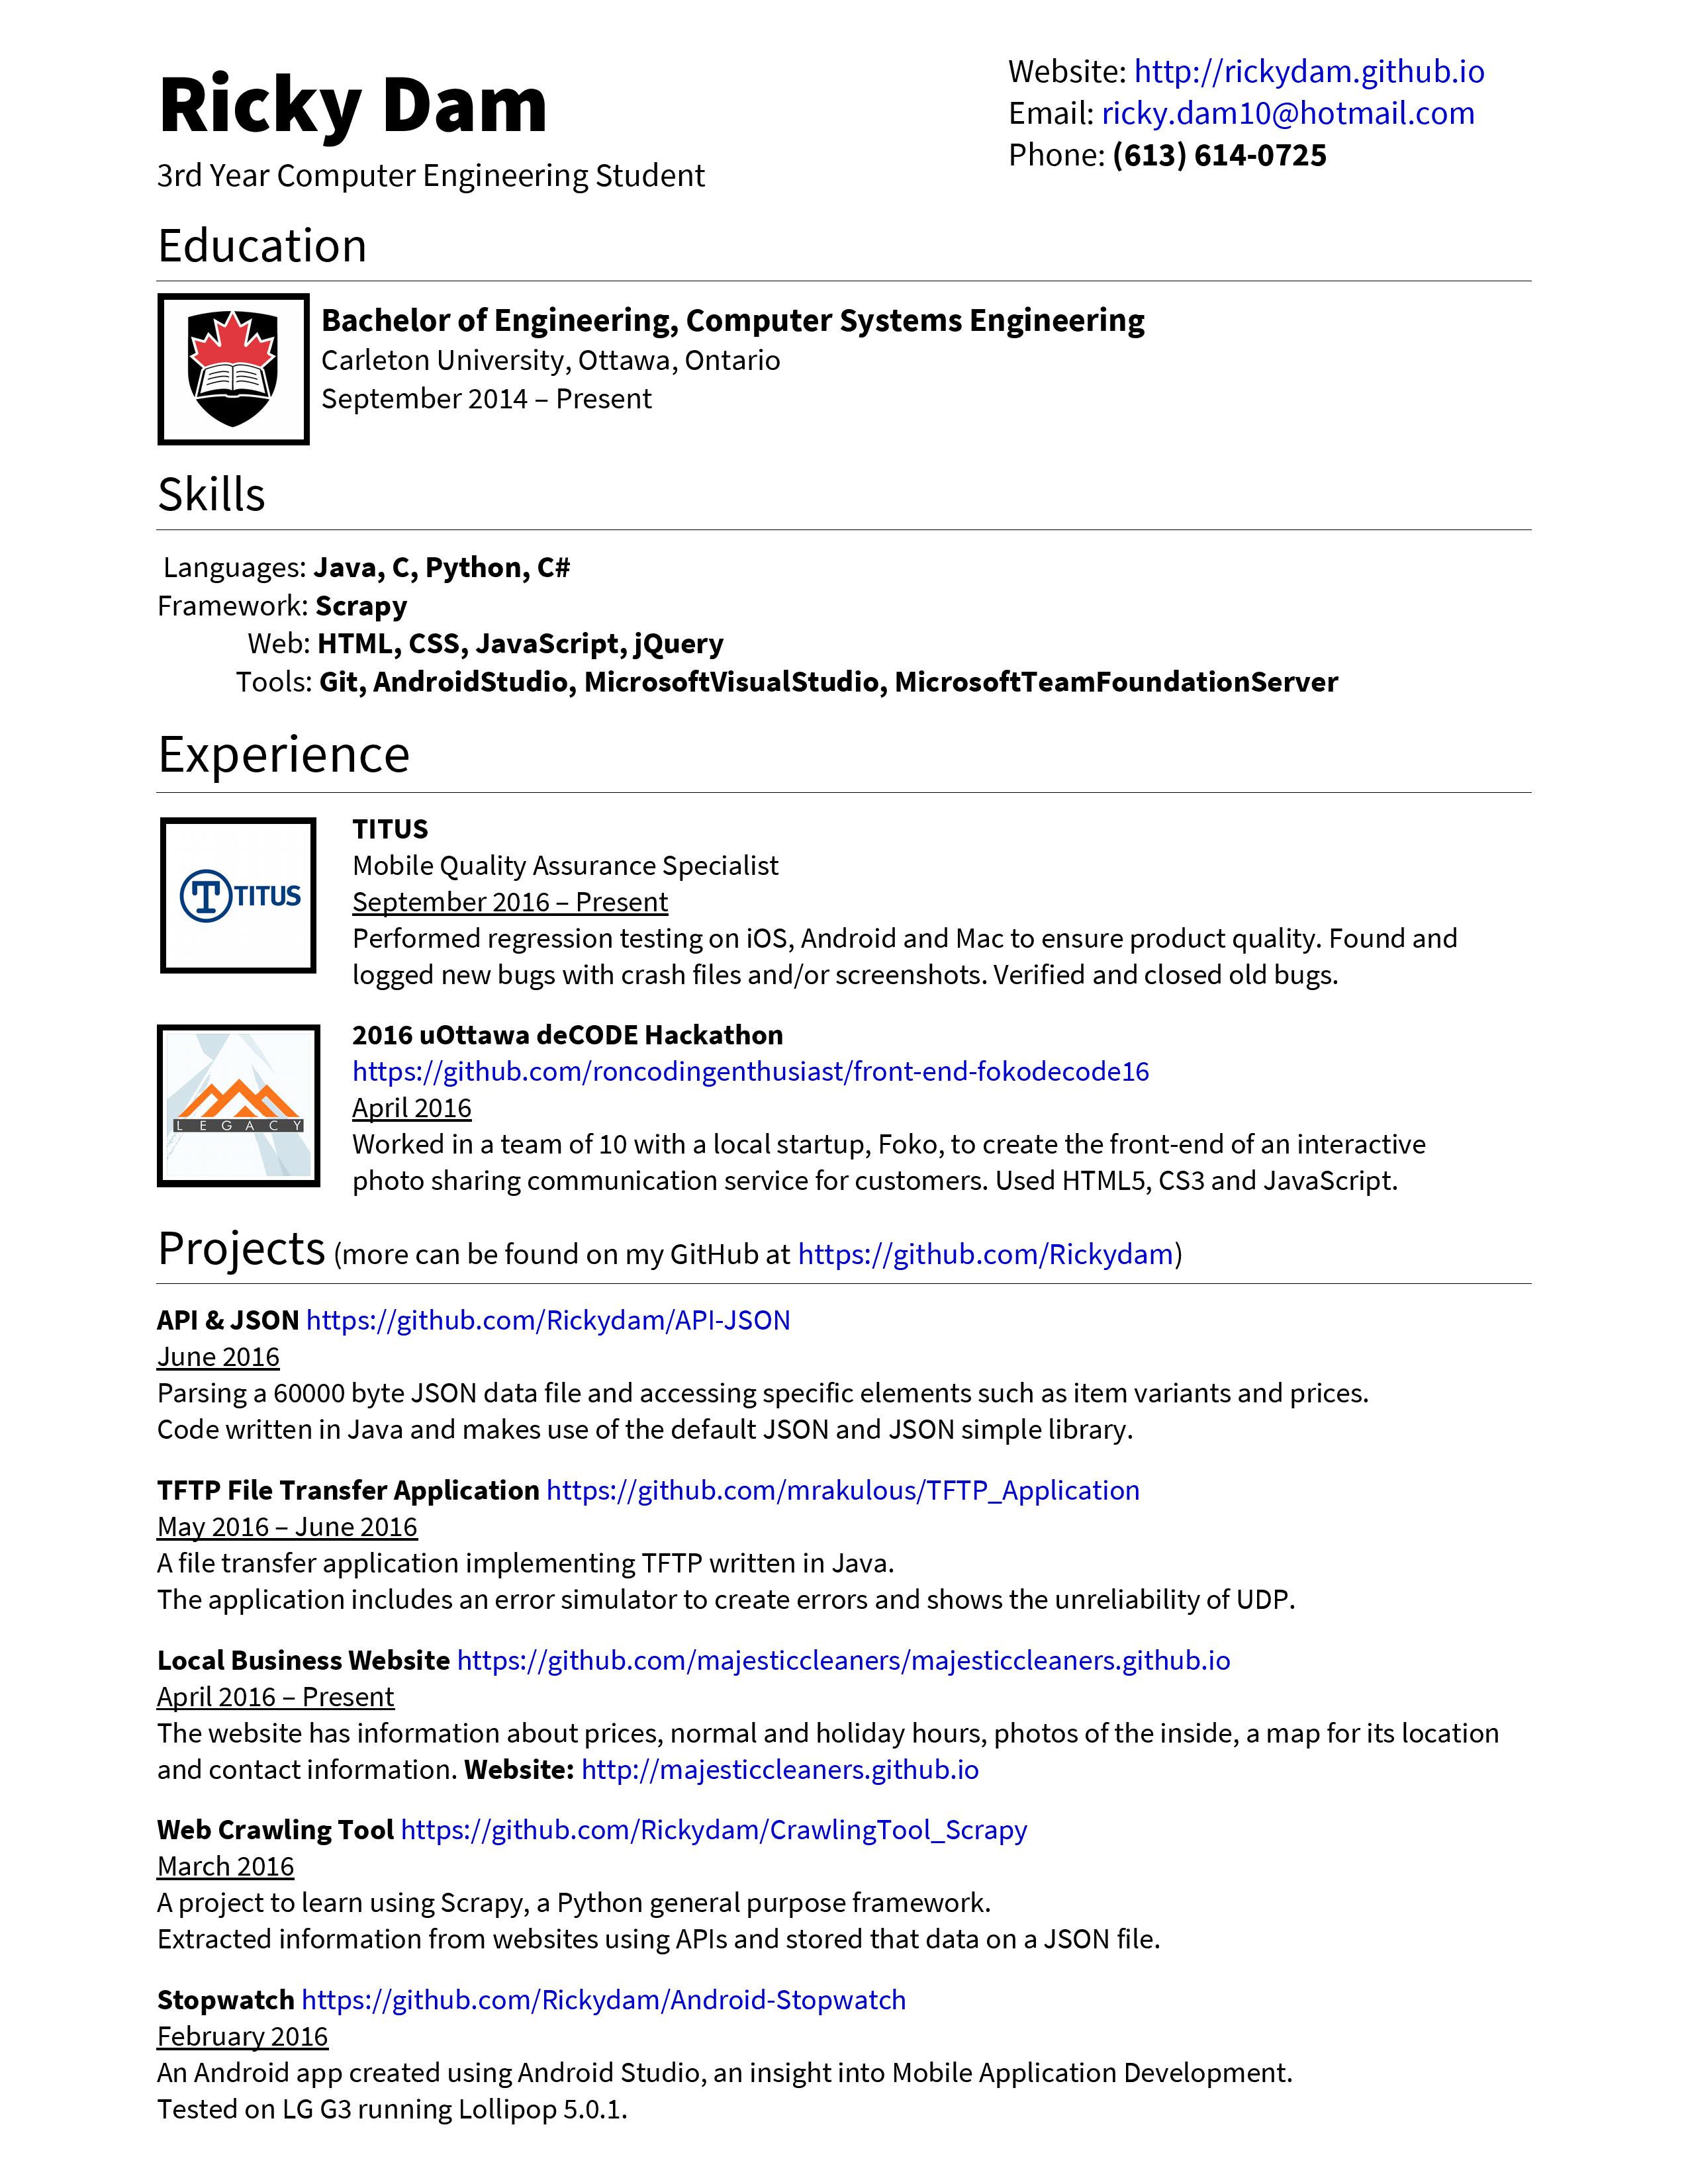 Ricky Dam
3rd Year Computer Engineering Student
Website: http://rickydam.github.io
Email: ricky.dam10@hotmail.com
Phone: (613) 614-0725
Education
Bachelor of Engineering, Computer Systems Engineering
Carleton University, Ottawa, Ontario
September 2014 – Present
Skills
Languages: Java, C, Python, C#
Framework: Scrapy
Web: HTML, CSS, JavaScript, jQuery
Tools: Git, AndroidStudio, MicrosoftVisualStudio, MicrosoftTeamFoundationServer
Experience
T TITUS
TITUS
Mobile Quality Assurance Specialist
September 2016 – Present
Performed regression testing on iOS, Android and Mac to ensure product quality. Found and
logged new bugs with crash files and/or screenshots. Verified and closed old bugs.
LEGACY
2016 uOttawa deCODE Hackathon
https://github.com/roncodingenthusiast/front-end-fokodecode16
April 2016
Worked in a team of 10 with a local startup, Foko, to create the front-end of an interactive
photo sharing communication service for customers. Used HTML5, CS3 and JavaScript.
Projects (more can be found on my GitHub at https://github.com/Rickydam)
API & JSON https://github.com/Rickydam/API-JSON
June 2016
Parsing a 60000 byte JSON data file and accessing specific elements such as item variants and prices.
Code written in Java and makes use of the default JSON and JSON simple library.
TFTP File Transfer Application https://github.com/mrakulous/TFTP_Application
May 2016 – June 2016
A file transfer application implementing TFTP written in Java.
The application includes an error simulator to create errors and shows the unreliability of UDP.
Local Business Website https://github.com/majesticcleaners/majesticcleaners.github.io
April 2016 – Present
The website has information about prices, normal and holiday hours, photos of the inside, a map for its location
and contact information. Website: http://majesticcleaners.github.io
Web Crawling Tool https://github.com/Rickydam/CrawlingTool_Scrapy
March 2016
A project to learn using Scrapy, a Python general purpose framework.
Extracted information from websites using APIs and stored that data on a JSON file.
Stopwatch https://github.com/Rickydam/Android-Stopwatch
February 2016
An Android app created using Android Studio, an insight into Mobile Application Development.
Tested on LG G3 running Lollipop 5.0.1.